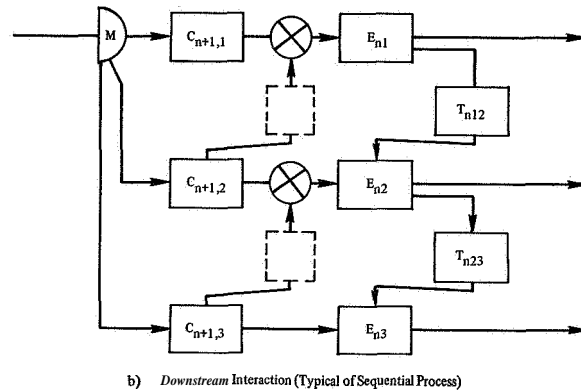 M
C_{n+1,1}
E_{n1}
T_{n12}
C_{n+1,2}
E_{n2}
T_{n23}
C_{n+1,3}
E_{n3}
b) Downstream Interaction (Typical of Sequential Process)